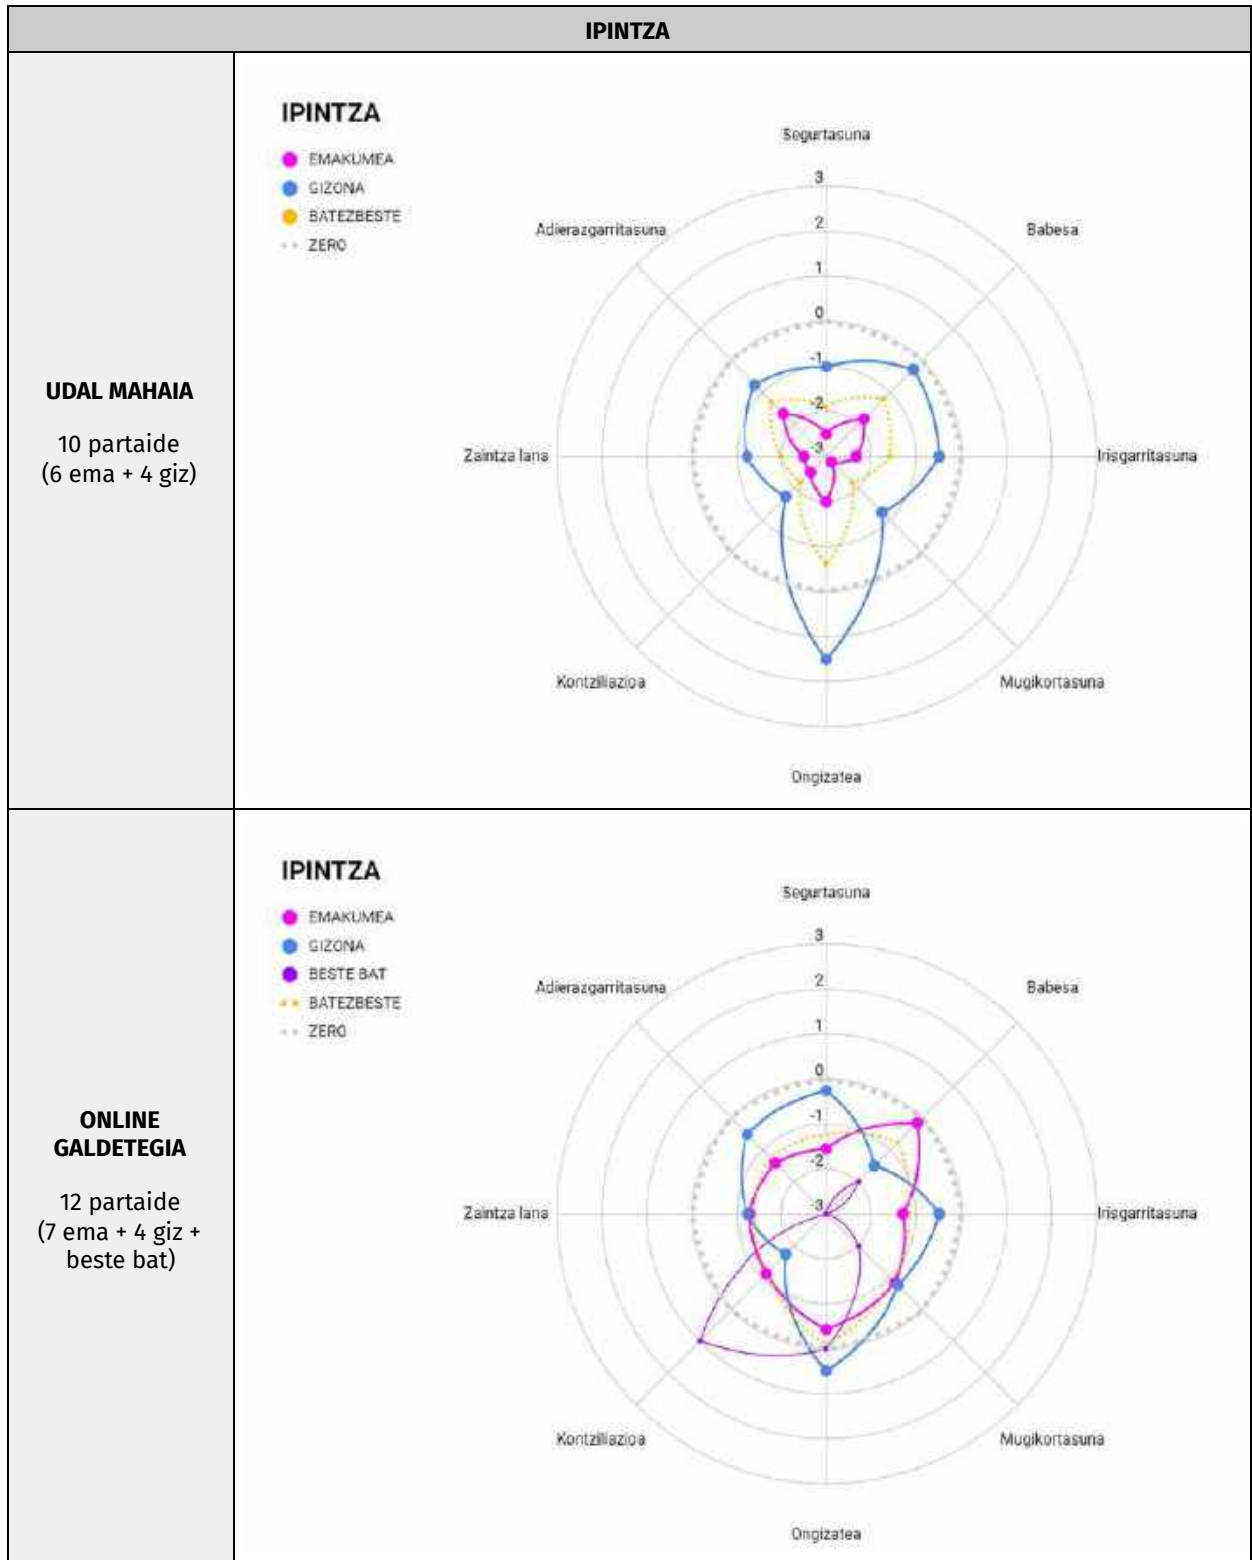 IPINTZA
UDAL MAHAIA
10 partaide
(6 ema + 4 giz)
IPINTZA
EMAKUMEA
GIZONA
BATEZBESTE
ZERO
Segurtasuna
Adierazgarritasuna
Babesa
3
2
1
0
-1
-2
-3
Zaintza lana
Irisgarritasuna
Kontziliazioa
Mugikortasuna
Ongizatea
ONLINE
GALDETEGIA
12 partaide
(7 ema + 4 giz +
beste bat)
IPINTZA
EMAKUMEA
GIZONA
BESTE BAT
BATEZBESTE
ZERO
Segurtasuna
Adierazgarritasuna
Babesa
3
2
1
0
-1
-2
-3
Zaintza lana
Irisgarritasuna
Kontziliazioa
Mugikortasuna
Ongizatea